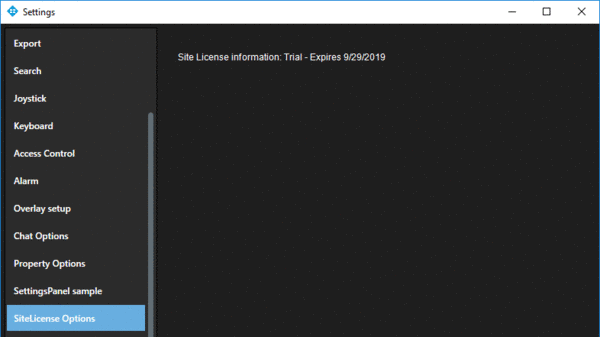 Settings
Export
Search
Joystick
Keyboard
Access Control
Alarm
Overlay setup
Chat Options
Property Options
SettingsPanel sample
SiteLicense Options
Site License information: Trial - Expires 9/29/2019